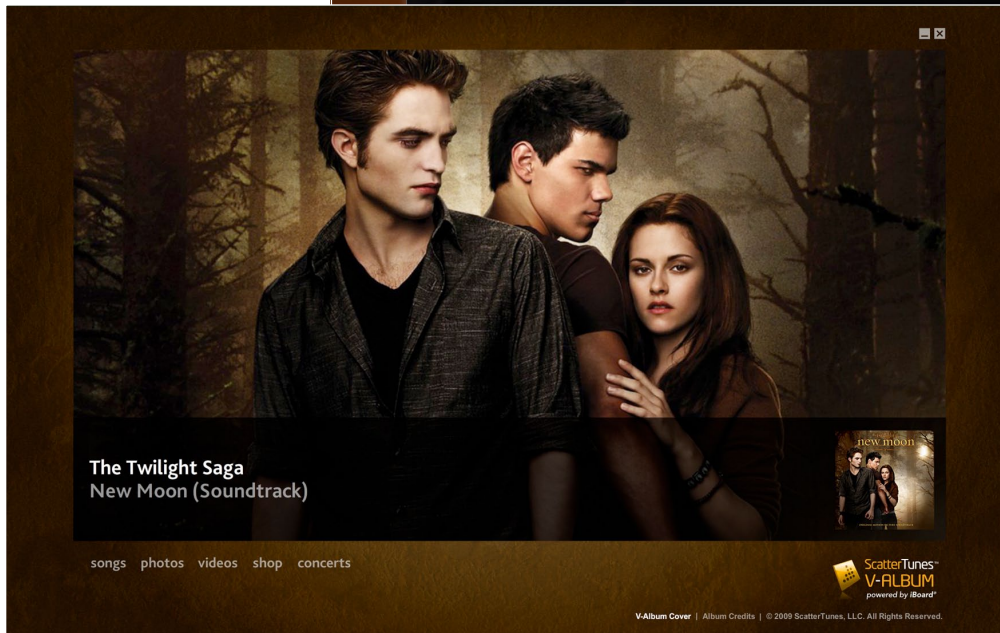 The Twilight Saga
New Moon (Soundtrack)
new moon
songs photos videos shop concerts
ScatterTunes™
V-ALBUM
powered by iBoard®
V-Album Cover | Album Credits | © 2009 ScatterTunes, LLC. All Rights Reserved.